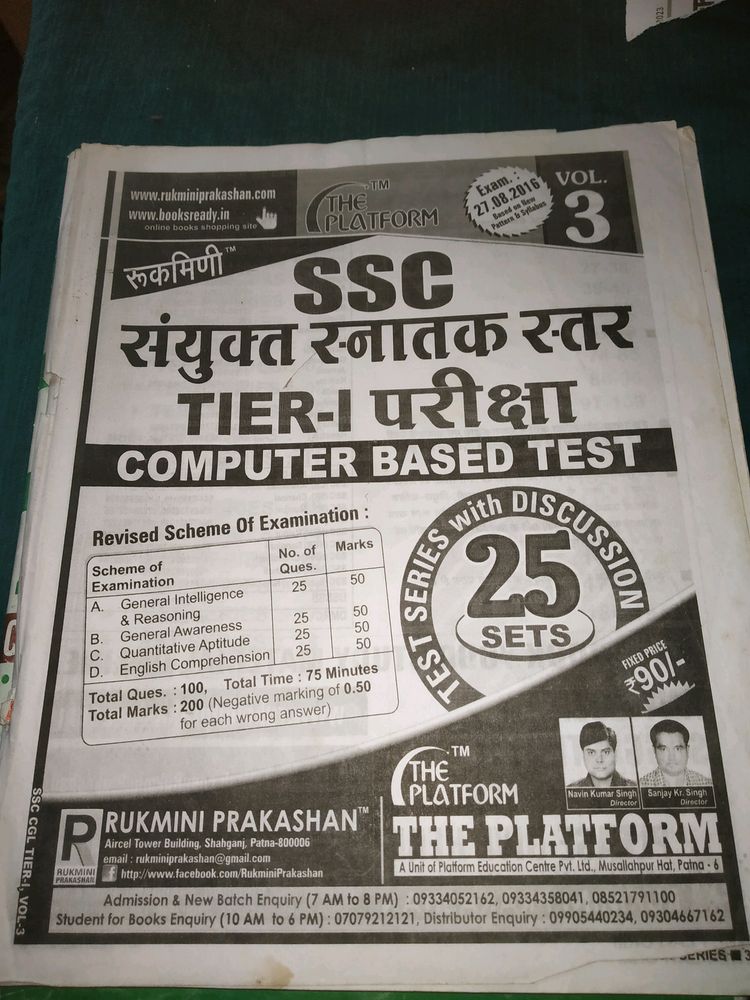 2023
www.rukminiprakashan.com
www.booksready.in
online books shopping site
THE PLATFORM™
Exam. :
27.08.2016
Based on New
Pattern & Syllabus
VOL.
3
रूकमिणी™
SSC
संयुक्त स्नातक स्तर
TIER-I परीक्षा
COMPUTER BASED TEST
Revised Scheme Of Examination :
Scheme of Examination No. of Ques. Marks
A. General Intelligence & Reasoning 25 50
B. General Awareness 25 50
C. Quantitative Aptitude 25 50
D. English Comprehension 25 50
Total Ques. : 100, Total Time : 75 Minutes
Total Marks : 200 (Negative marking of 0.50
for each wrong answer)
TEST SERIES with DISCUSSION
25
SETS
FIXED PRICE
₹90/-
THE PLATFORM™
Navin Kumar Singh
Director
Sanjay Kr. Singh
Director
RUKMINI PRAKASHAN
RUKMINI PRAKASHAN™
Aircel Tower Building, Shahganj, Patna-800006
email : rukminiprakashan@gmail.com
http://www.facebook.com/RukminiPrakashan
THE PLATFORM
A Unit of Platform Education Centre Pvt. Ltd., Musallahpur Hat, Patna - 6
Admission & New Batch Enquiry (7 AM to 8 PM) : 09334052162, 09334358041, 08521791100
Student for Books Enquiry (10 AM to 6 PM) : 07079212121, Distributor Enquiry : 09905440234, 09304667162
SSC CGL TIER-I, VOL-3
SERIES ■ 3